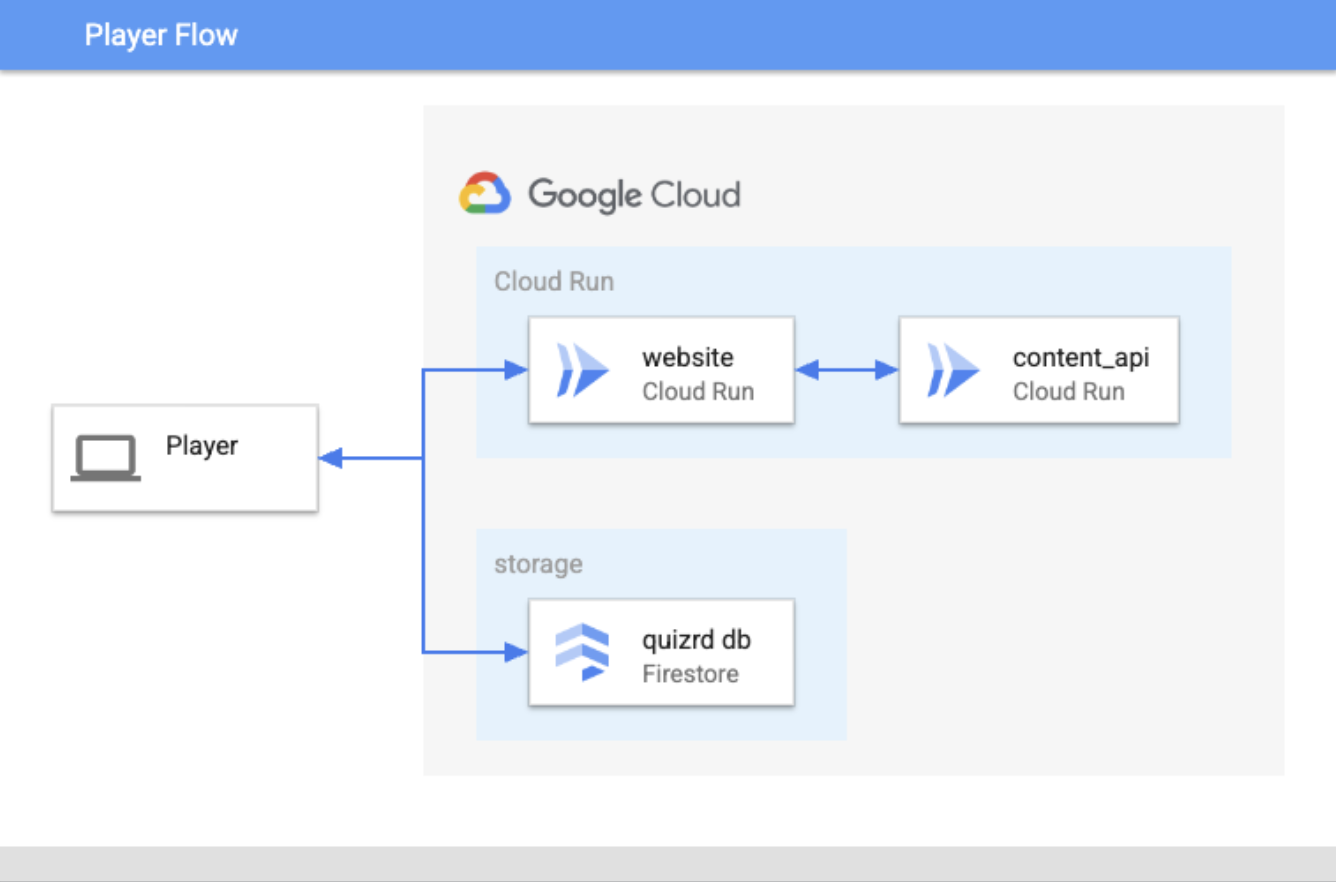 Player Flow
Google Cloud
Cloud Run
website
Cloud Run
content_api
Cloud Run
Player
storage
quizrd db
Firestore